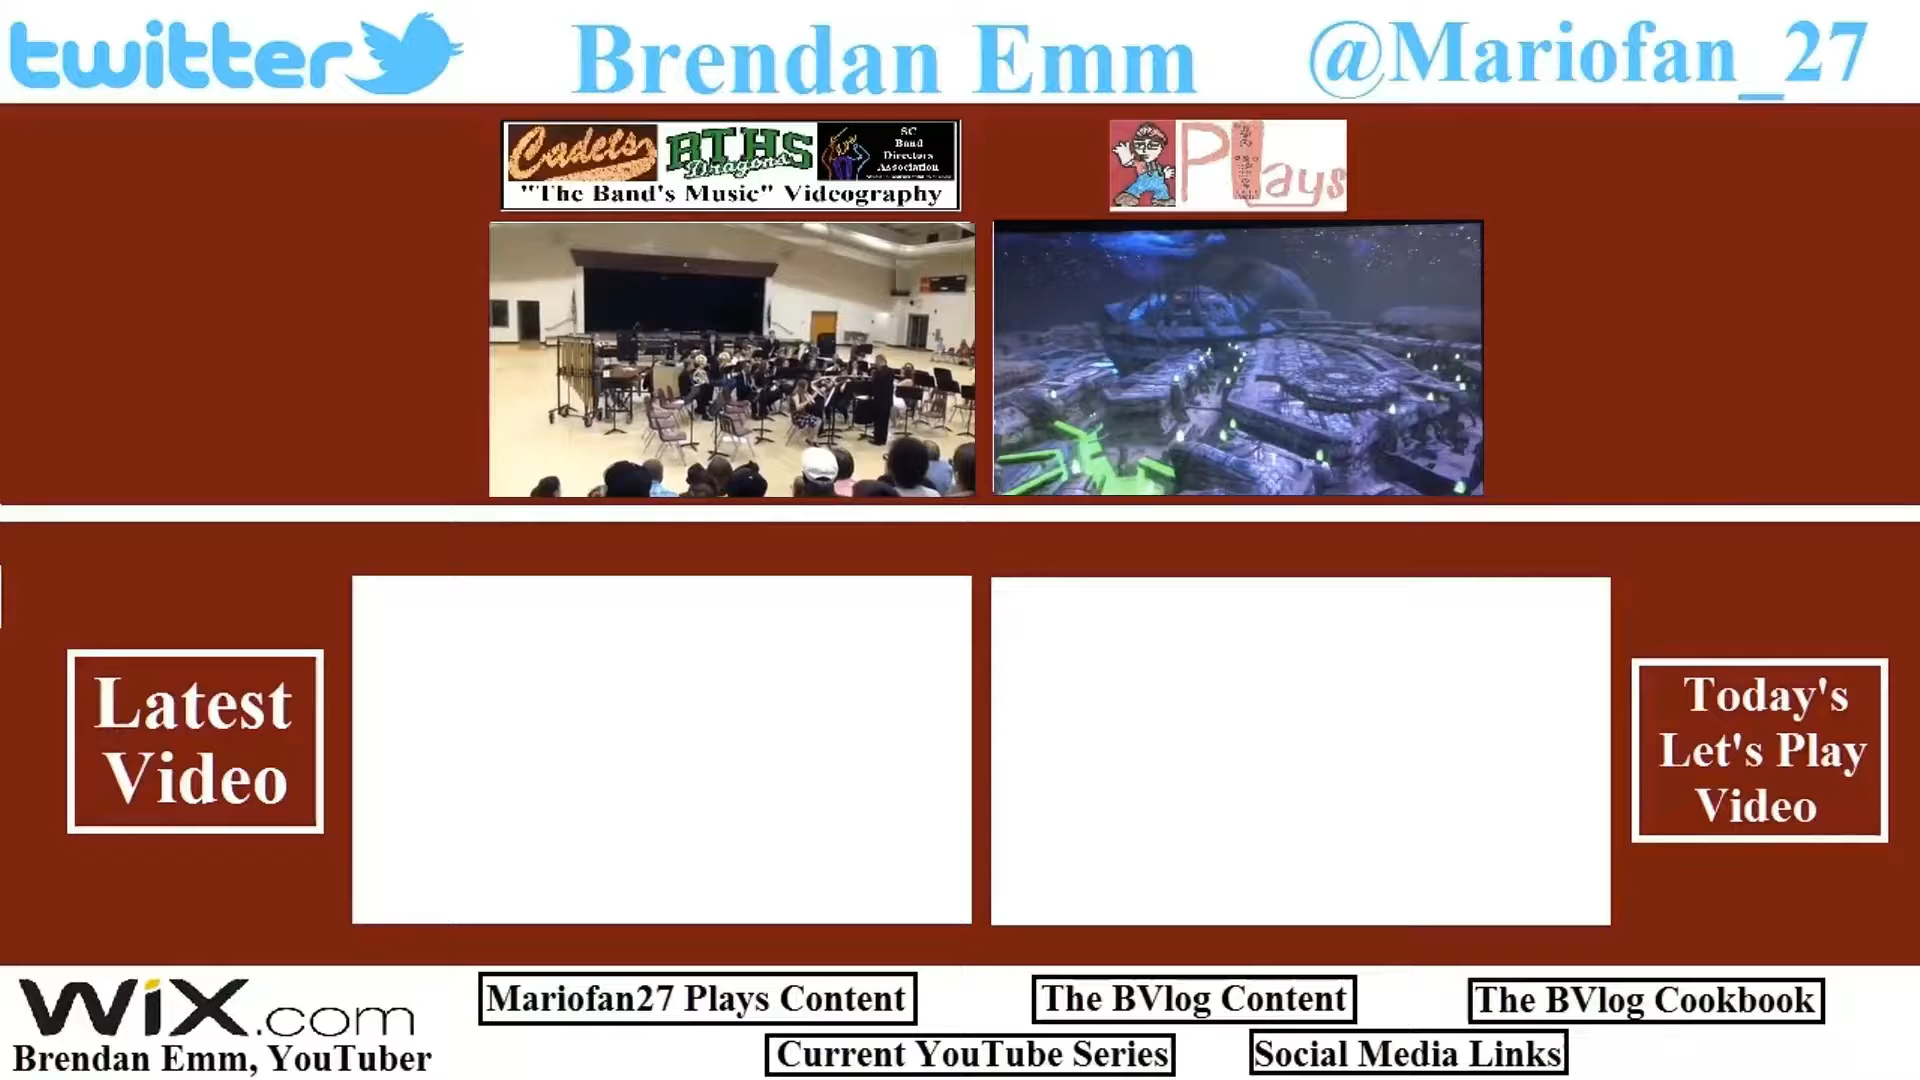 twitter
Brendan Emm
@Mariofan_27
Cadets
RTHS
Dragons
SC
Band
Directors
Association
"The Band's Music" Videography
Plays
Latest
Video
Today's
Let's Play
Video
WiX.com
Brendan Emm, YouTuber
Mariofan27 Plays Content
The BVlog Content
The BVlog Cookbook
Current YouTube Series
Social Media Links